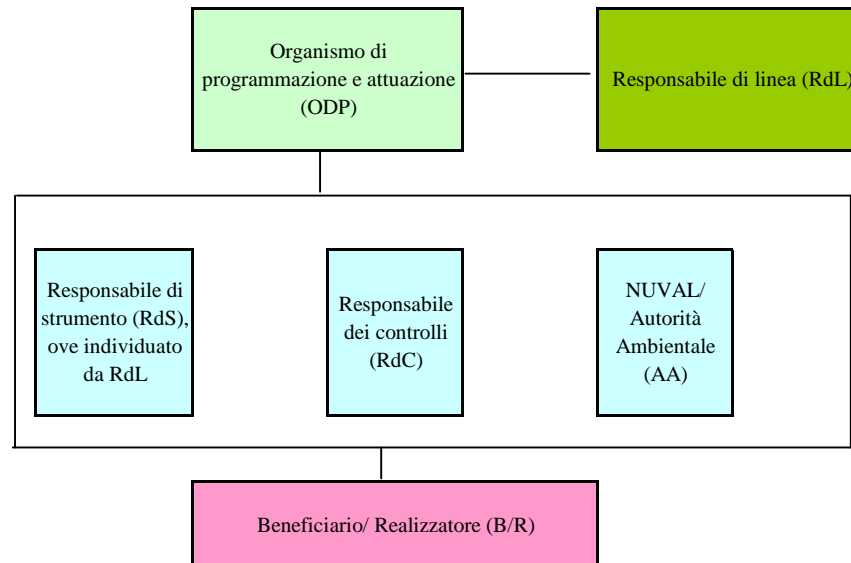 Organismo di
programmazione e attuazione
(ODP)
Responsabile di linea (RdL)
Responsabile di
strumento (RdS),
ove individuato
da RdL
Responsabile
dei controlli
(RdC)
NUVAL/
Autorità
Ambientale
(AA)
Beneficiario/ Realizzatore (B/R)